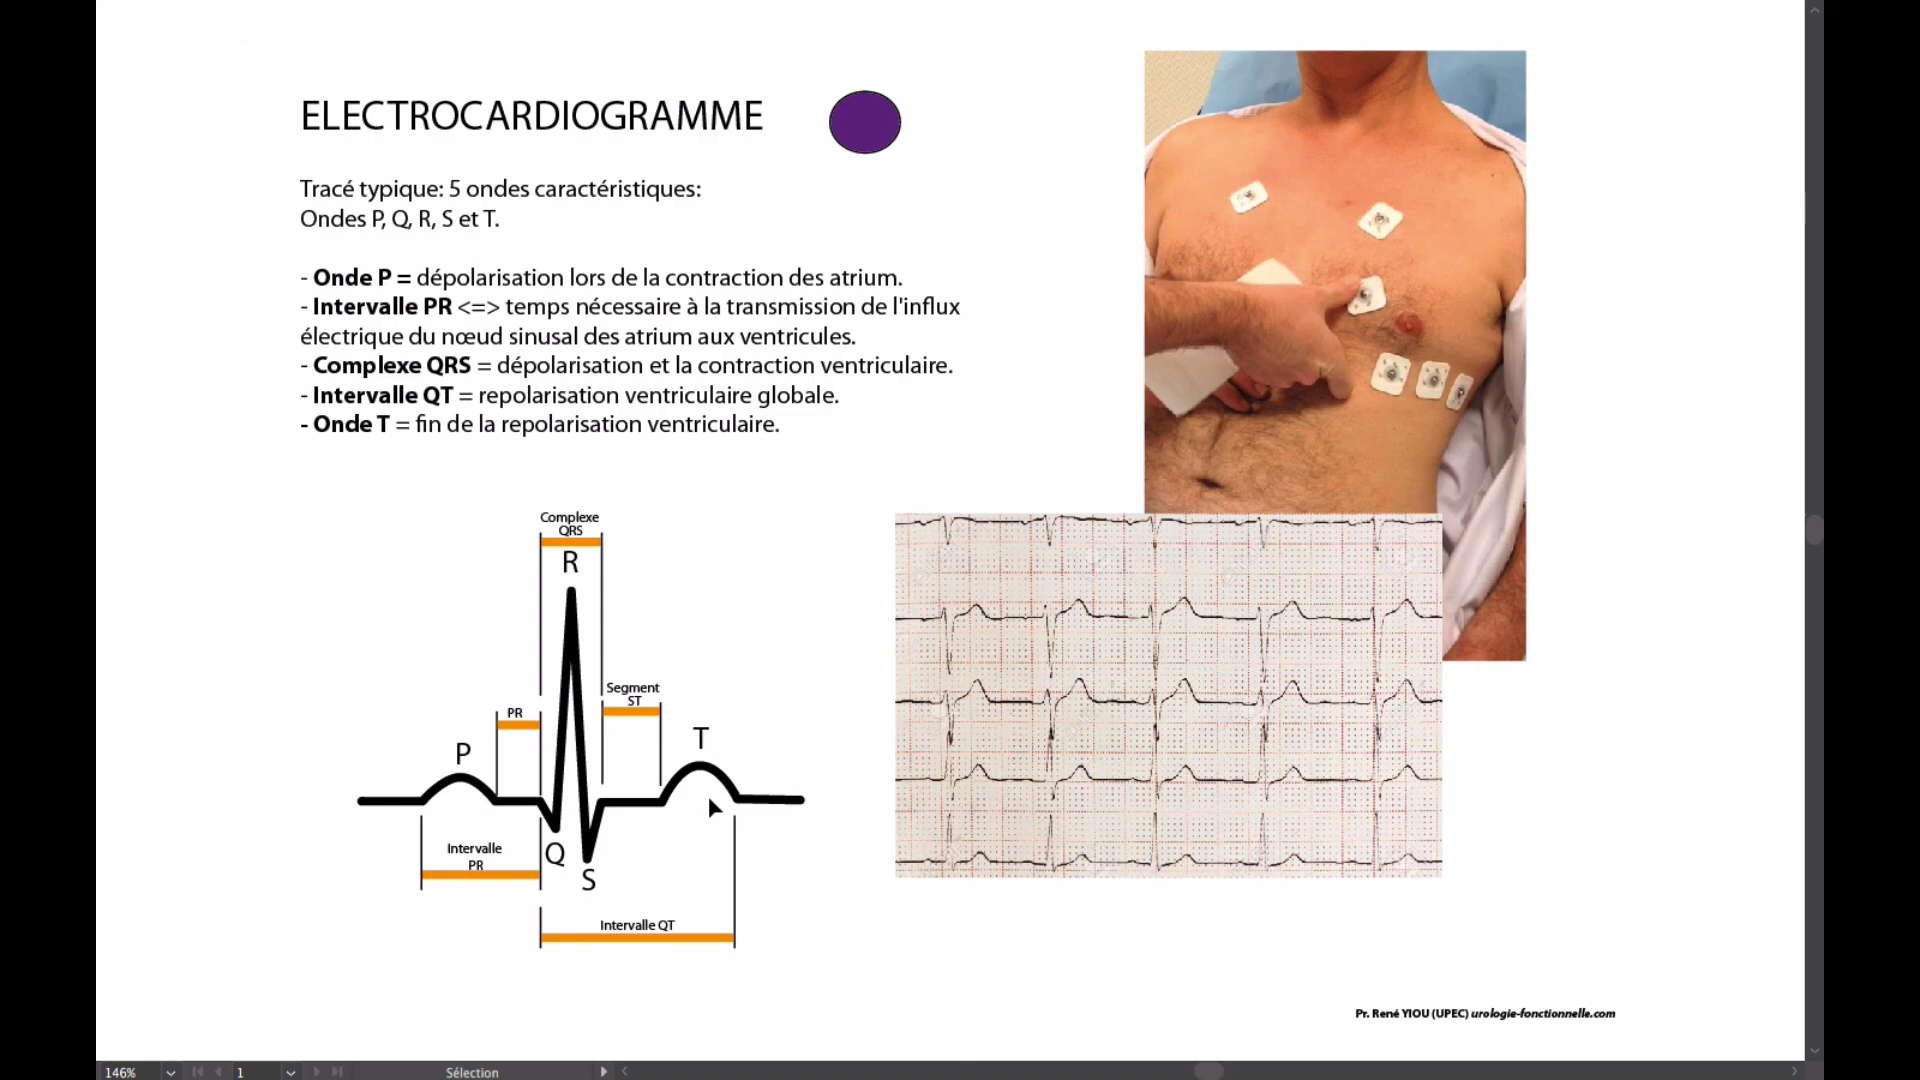 ELECTROCARDIOGRAMME
Tracé typique: 5 ondes caractéristiques:
Ondes P, Q, R, S et T.
- Onde P = dépolarisation lors de la contraction des atrium.
- Intervalle PR <=> temps nécessaire à la transmission de l'influx
électrique du nœud sinusal des atrium aux ventricules.
- Complexe QRS = dépolarisation et la contraction ventriculaire.
- Intervalle QT = repolarisation ventriculaire globale.
- Onde T = fin de la repolarisation ventriculaire.
Complexe
QRS
R
Segment
ST
PR
T
P
Intervalle
PR
Q
S
Intervalle QT
Pr. René YIOU (UPEC) urologie-fonctionnelle.com
146%
1
Sélection